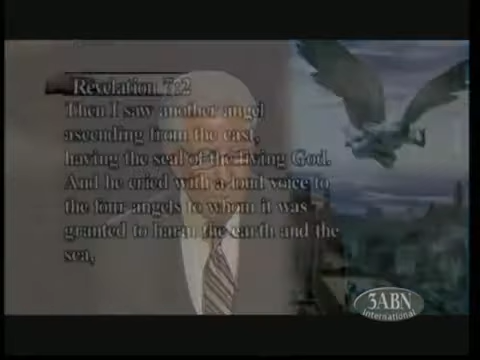 Revelation 7:2
Then I saw another angel
ascending from the east,
having the seal of the living God.
And he cried with a loud voice to
the four angels to whom it was
granted to harm the earth and the
sea,
3ABN
international